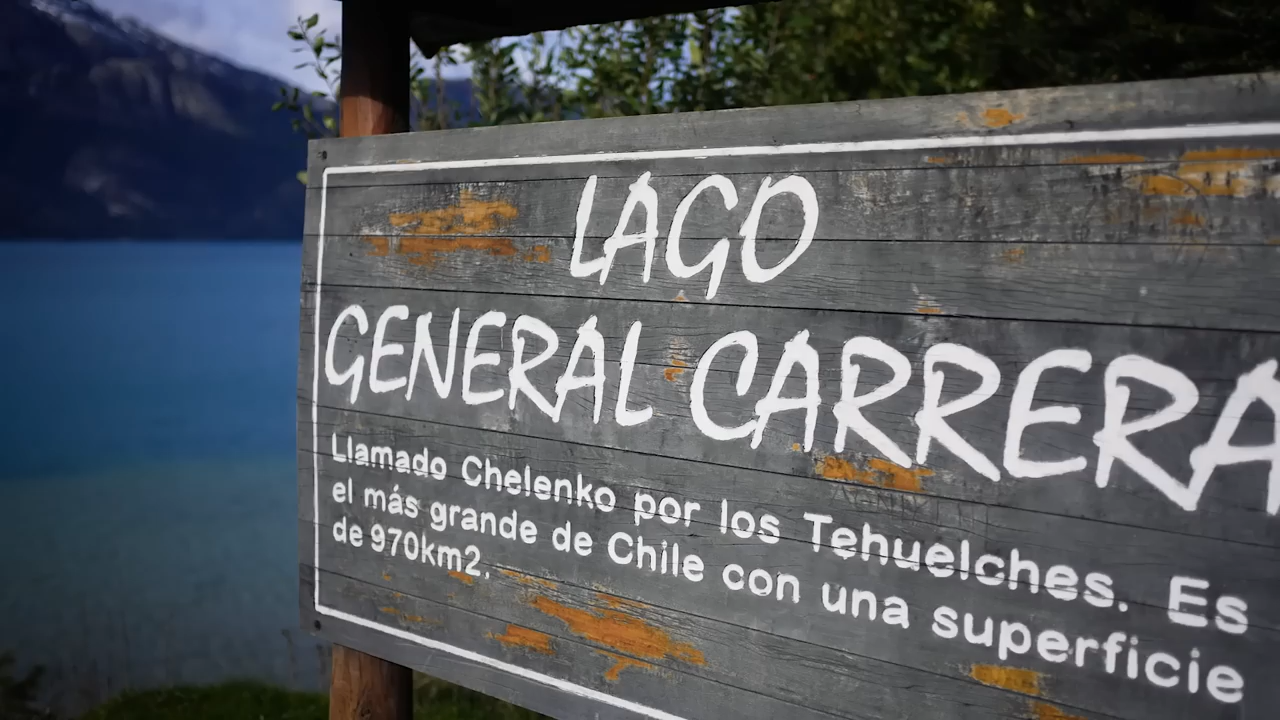 LAGO
GENERAL CARRERA
Llamado Chelenko por los Tehuelches. Es
el más grande de Chile con una superficie
de 970km2.